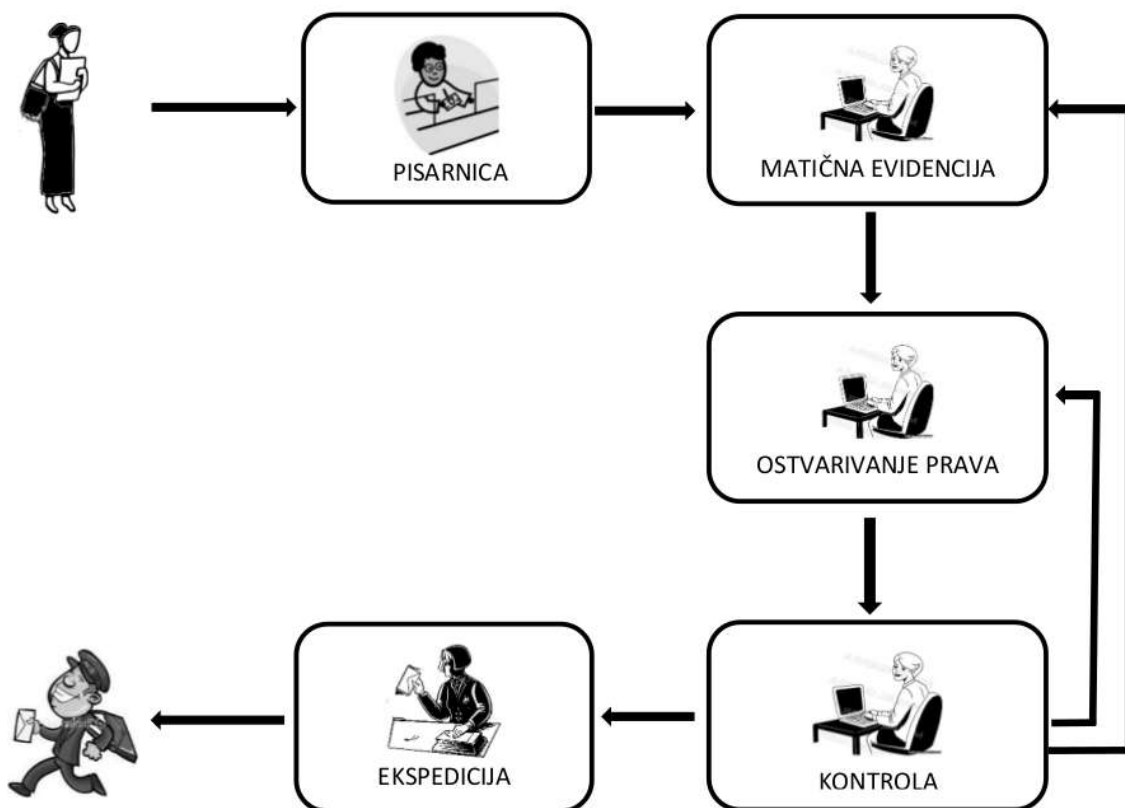 PISARNICA
MATIČNA EVIDENCIJA
OSTVARIVANJE PRAVA
KONTROLA
EKSPEDICIJA